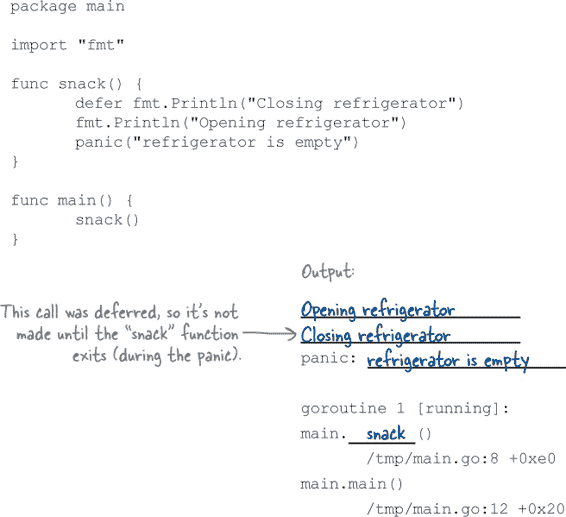 package main
import "fmt"
func snack() {
defer fmt.Println("Closing refrigerator")
fmt.Println("Opening refrigerator")
panic("refrigerator is empty")
}
func main() {
snack()
}
Output:
This call was deferred, so it's not
made until the "snack" function
exits (during the panic).
Opening refrigerator
Closing refrigerator
panic: refrigerator is empty
goroutine 1 [running]:
main. snack ()
/tmp/main.go:8 +0xe0
main.main()
/tmp/main.go:12 +0x20